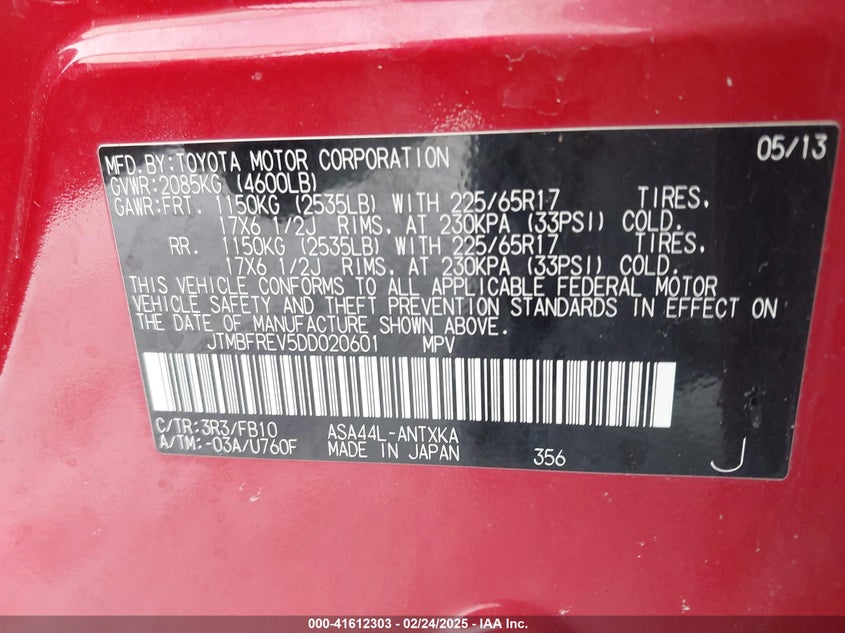 MFD.BY:TOYOTA MOTOR CORPORATION 05/13
GVWR:2085KG (4600LB)
GAWR:FRT. 1150KG (2535LB) WITH 225/65R17 TIRES,
17X6 1/2J RIMS, AT 230KPA (33PSI) COLD.
RR. 1150KG (2535LB) WITH 225/65R17 TIRES,
17X6 1/2J RIMS, AT 230KPA (33PSI) COLD.
THIS VEHICLE CONFORMS TO ALL APPLICABLE FEDERAL MOTOR
VEHICLE SAFETY AND THEFT PREVENTION STANDARDS IN EFFECT ON
THE DATE OF MANUFACTURE SHOWN ABOVE.
JTMBFREV5DD020601 MPV
C/TR:3R3/FB10 ASA44L-ANTXKA
A/TM:-03A/U760F MADE IN JAPAN 356 J
000-41612303 - 02/24/2025 - IAA Inc.